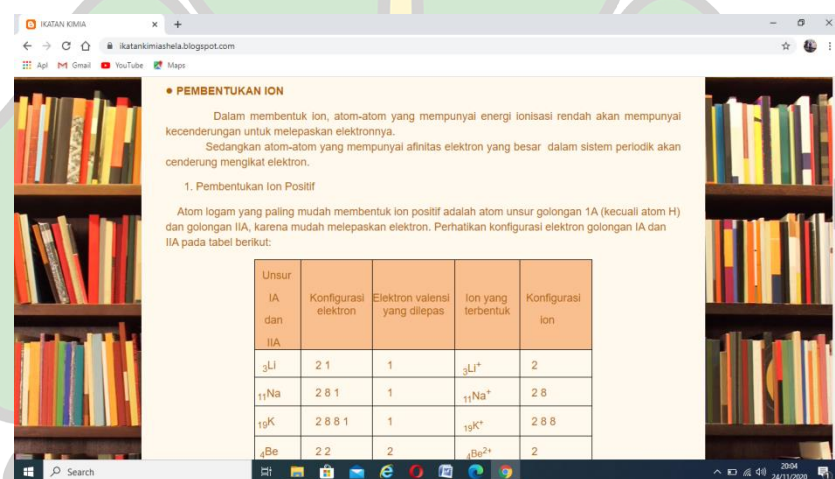 IKATAN KIMIA
ikatankimiashela.blogspot.com
Apl Gmail YouTube Maps
• PEMBENTUKAN ION
Dalam membentuk ion, atom-atom yang mempunyai energi ionisasi rendah akan mempunyai
kecenderungan untuk melepaskan elektronnya.
Sedangkan atom-atom yang mempunyai afinitas elektron yang besar dalam sistem periodik akan
cenderung mengikat elektron.
1. Pembentukan Ion Positif
Atom logam yang paling mudah membentuk ion positif adalah atom unsur golongan 1A (kecuali atom H)
dan golongan IIA, karena mudah melepaskan elektron. Perhatikan konfigurasi elektron golongan IA dan
IIA pada tabel berikut:
Unsur IA dan IIA | Konfigurasi elektron | Elektron valensi yang dilepas | Ion yang terbentuk | Konfigurasi ion
₃Li 2 1 1 ₃Li⁺ 2
₁₁Na 2 8 1 1 ₁₁Na⁺ 2 8
₁₉K 2 8 8 1 1 ₁₉K⁺ 2 8 8
₄Be 2 2 2 ₄Be²⁺ 2
Search
20:04
24/11/2020